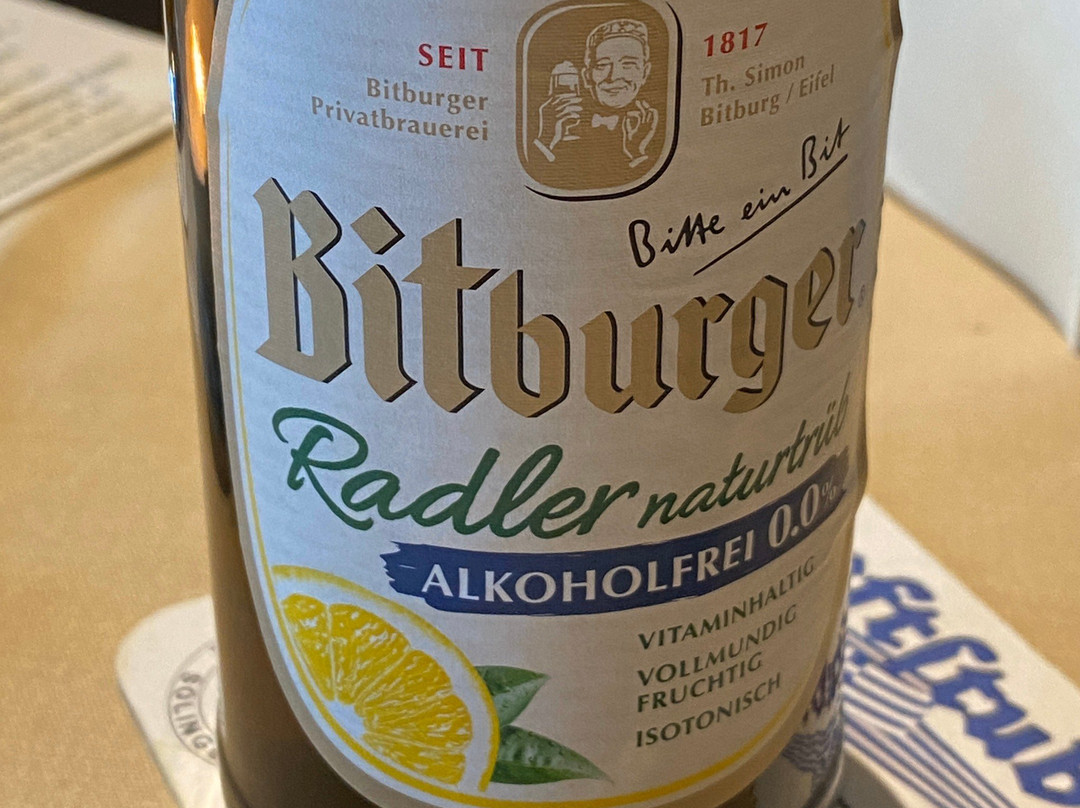 SEIT
Bitburger
Privatbrauerei
1817
Th. Simon
Bitburg / Eifel
Bitte ein Bit
Bitburger
Radler naturtrüb
ALKOHOLFREI 0.0%
VITAMINHALTIG
VOLLMUNDIG
FRUCHTIG
ISOTONISCH